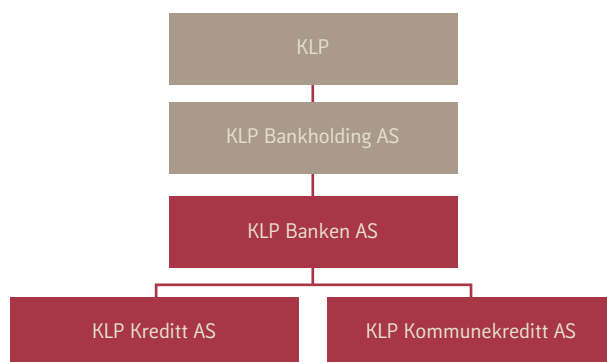 KLP
KLP Bankholding AS
KLP Banken AS
KLP Kreditt AS
KLP Kommunekreditt AS